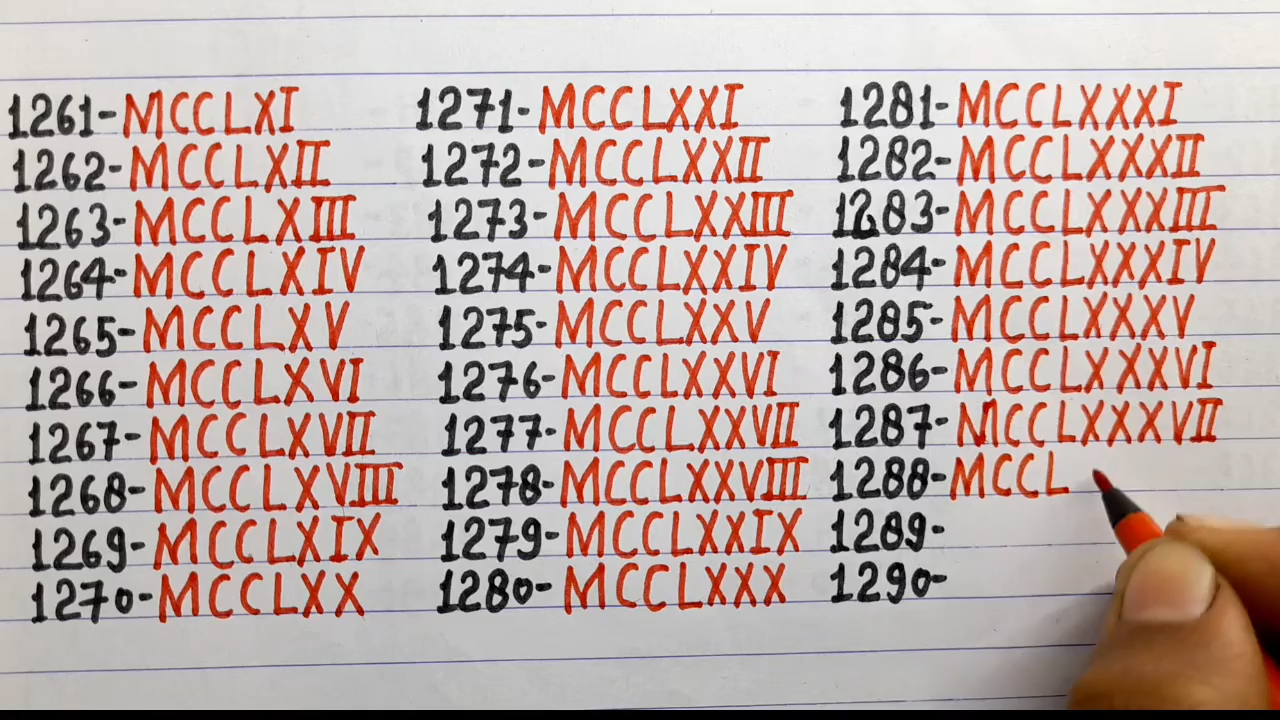 1261-MCCLXI
1262-MCCLXII
1263-MCCLXIII
1264-MCCLXIV
1265-MCCLXV
1266-MCCLXVI
1267-MCCLXVII
1268-MCCLXVIII
1269-MCCLXIX
1270-MCCLXX
1271-MCCLXXI
1272-MCCLXXII
1273-MCCLXXIII
1274-MCCLXXIV
1275-MCCLXXV
1276-MCCLXXVI
1277-MCCLXXVII
1278-MCCLXXVIII
1279-MCCLXXIX
1280-MCCLXXX
1281-MCCLXXXI
1282-MCCLXXXII
1283-MCCLXXXIII
1284-MCCLXXXIV
1285-MCCLXXXV
1286-MCCLXXXVI
1287-MCCLXXXVII
1288-MCCL
1289-
1290-